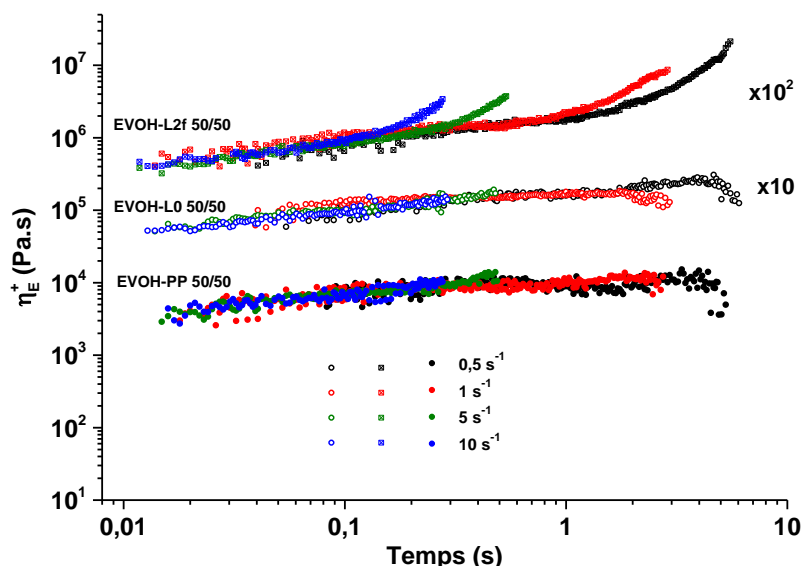 10⁷
10⁶
10⁵
10⁴
10³
10²
10¹
η_E⁺ (Pa.s)
EVOH-L2f 50/50
x10²
EVOH-L0 50/50
x10
EVOH-PP 50/50
0,5 s⁻¹
1 s⁻¹
5 s⁻¹
10 s⁻¹
0,01
0,1
1
10
Temps (s)